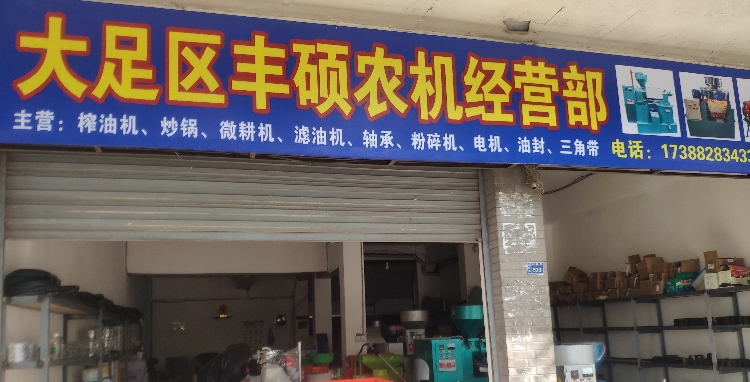 大足区丰硕农机经营部
主营：榨油机、炒锅、微耕机、滤油机、轴承、粉碎机、电机、油封、三角带
电话：1738828343